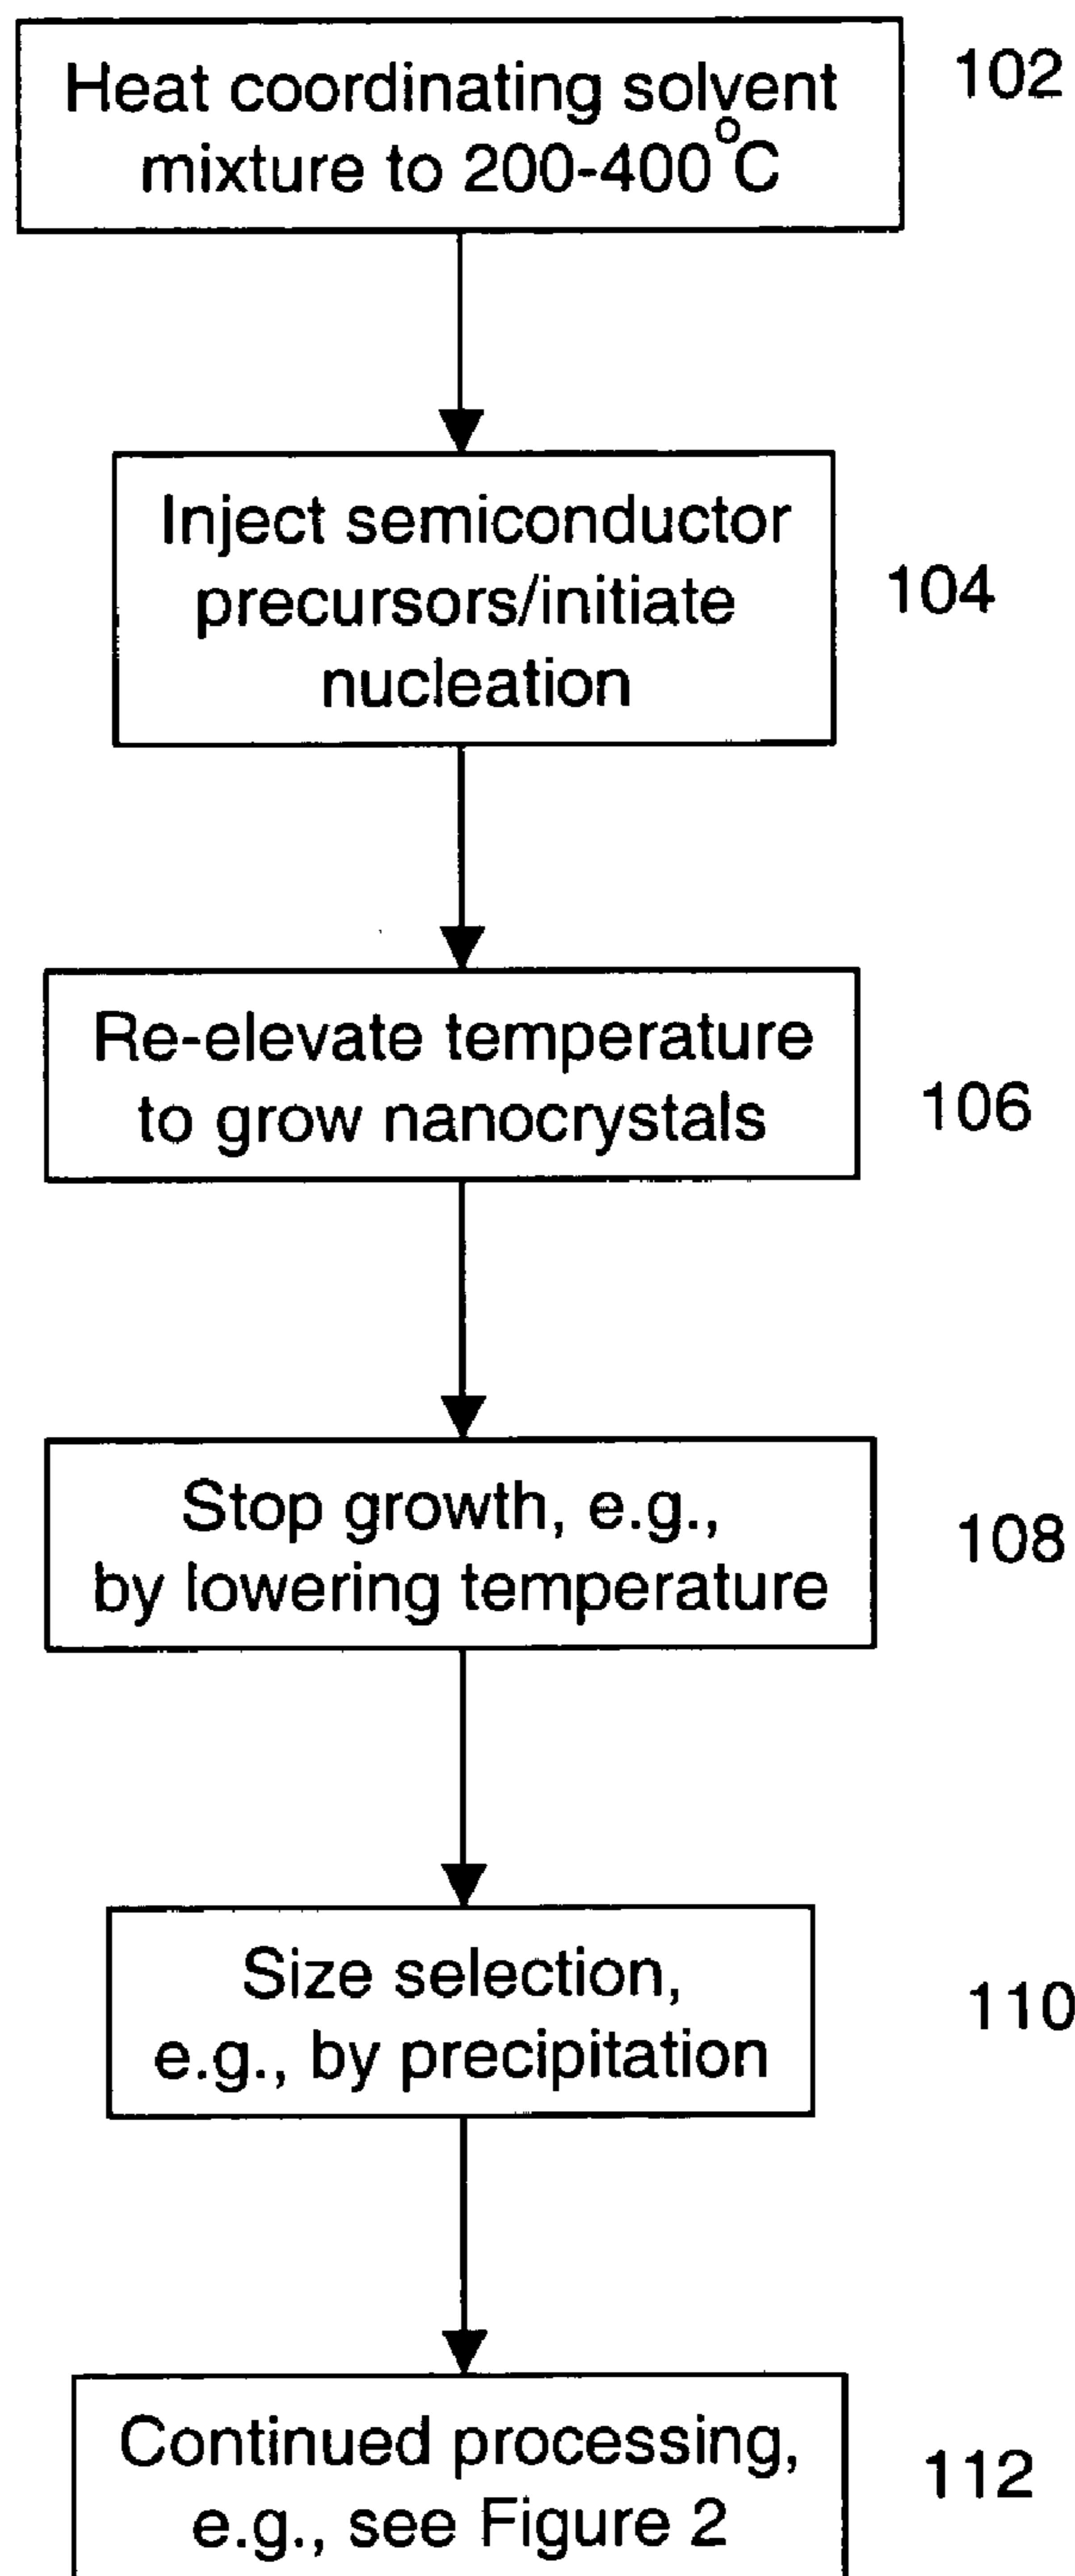 Heat coordinating solvent
mixture to 200-400°C
102
Inject semiconductor
precursors/initiate
nucleation
104
Re-elevate temperature
to grow nanocrystals
106
Stop growth, e.g.,
by lowering temperature
108
Size selection,
e.g., by precipitation
110
Continued processing,
e.g., see Figure 2
112